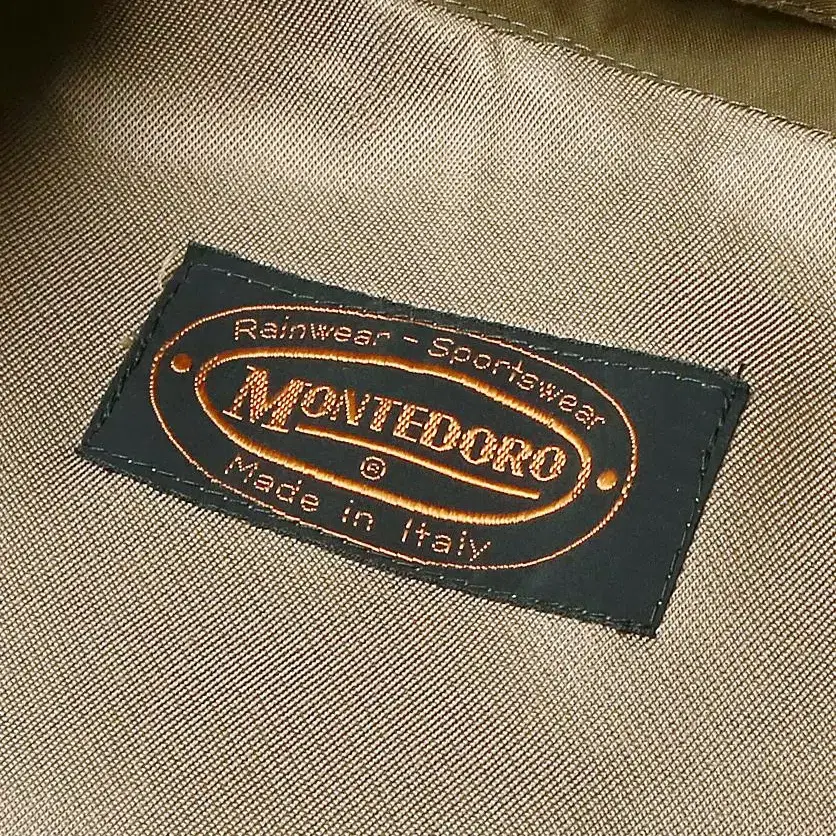 Rainwear - Sportswear
MONTEDORO
©
Made in Italy